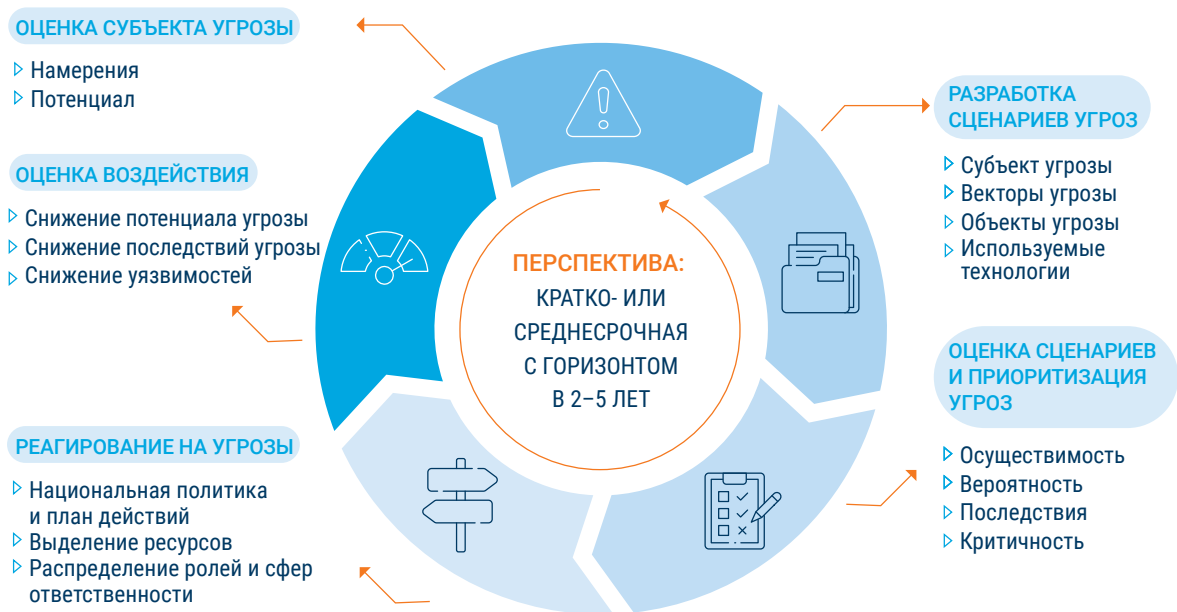 ОЦЕНКА СУБЪЕКТА УГРОЗЫ
Намерения
Потенциал
РАЗРАБОТКА
СЦЕНАРИЕВ УГРОЗ
Субъект угрозы
Векторы угрозы
Объекты угрозы
Используемые
технологии
ОЦЕНКА СЦЕНАРИЕВ
И ПРИОРИТИЗАЦИЯ
УГРОЗ
Осуществимость
Вероятность
Последствия
Критичность
РЕАГИРОВАНИЕ НА УГРОЗЫ
Национальная политика
и план действий
Выделение ресурсов
Распределение ролей и сфер
ответственности
ОЦЕНКА ВОЗДЕЙСТВИЯ
Снижение потенциала угрозы
Снижение последствий угрозы
Снижение уязвимостей
ПЕРСПЕКТИВА:
КРАТКО- ИЛИ
СРЕДНЕСРОЧНАЯ
С ГОРИЗОНТОМ
В 2–5 ЛЕТ